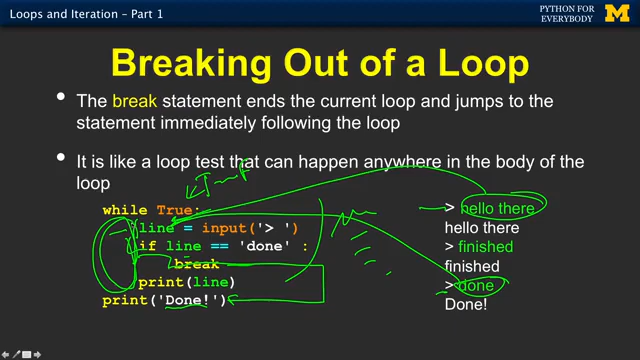 Loops and Iteration – Part 1
PYTHON FOR
EVERYBODY
M
Breaking Out of a Loop
• The break statement ends the current loop and jumps to the
statement immediately following the loop
• It is like a loop test that can happen anywhere in the body of the
loop
while True:
line = input('> ')
if line == 'done' :
break
print(line)
print('Done!')
> hello there
hello there
> finished
finished
> done
Done!